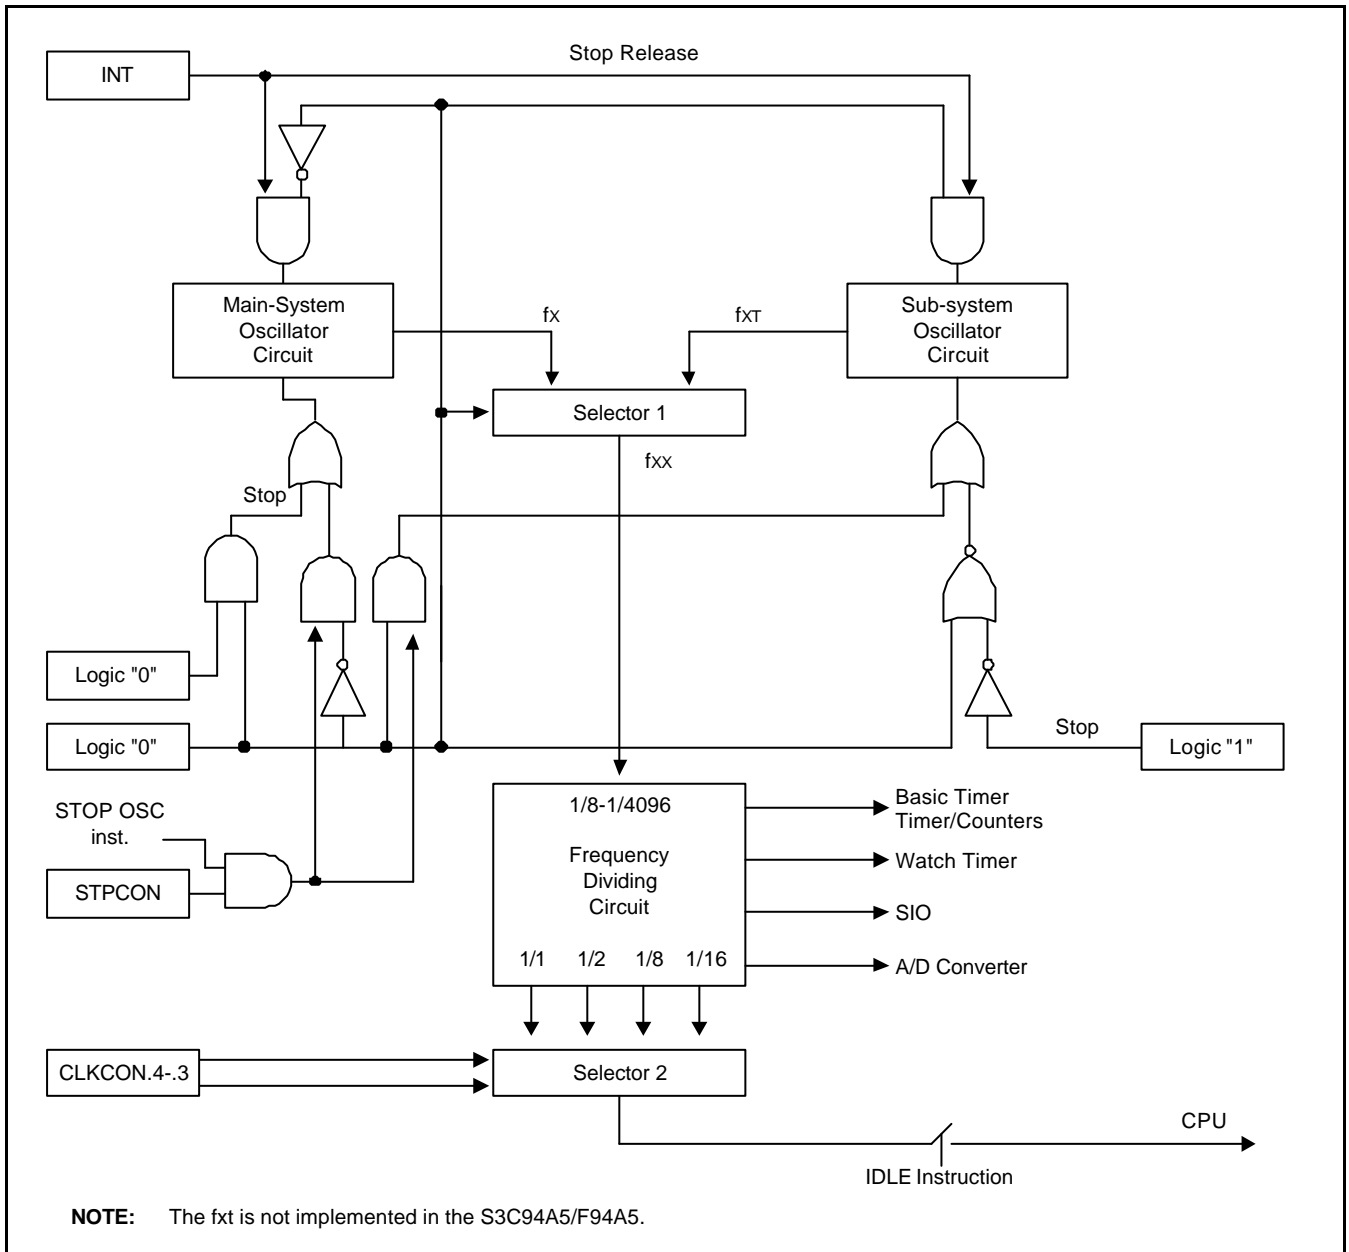 Stop Release
INT
Main-System
Oscillator
Circuit
fX
fXT
Sub-system
Oscillator
Circuit
Selector 1
fXX
Stop
Logic "0"
Logic "0"
Stop
Logic "1"
STOP OSC
inst.
STPCON
1/8-1/4096
Frequency
Dividing
Circuit
1/1 1/2 1/8 1/16
Basic Timer
Timer/Counters
Watch Timer
SIO
A/D Converter
CLKCON.4-.3
Selector 2
CPU
IDLE Instruction
NOTE: The fxt is not implemented in the S3C94A5/F94A5.